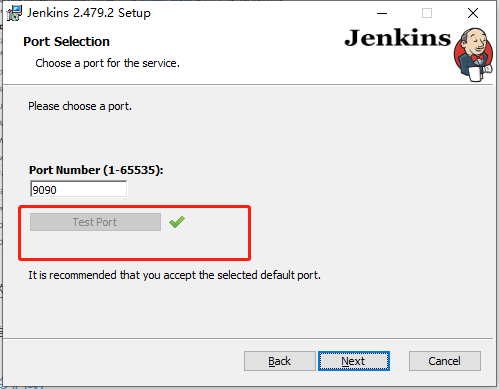 Jenkins 2.479.2 Setup
Port Selection
Choose a port for the service.
Jenkins
Please choose a port.
Port Number (1-65535):
9090
Test Port
It is recommended that you accept the selected default port.
Back
Next
Cancel